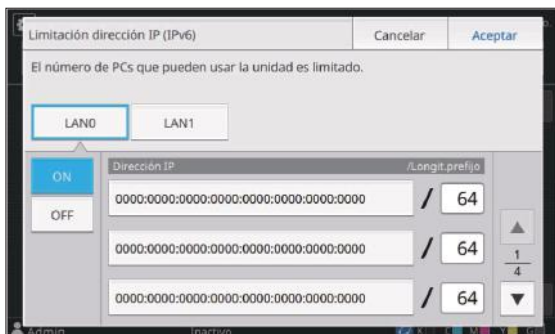 Limitación dirección IP (IPv6)
Cancelar
Aceptar
El número de PCs que pueden usar la unidad es limitado.
LAN0
LAN1
ON
OFF
Dirección IP
/Longit.prefijo
0000:0000:0000:0000:0000:0000:0000:0000 / 64
0000:0000:0000:0000:0000:0000:0000:0000 / 64
0000:0000:0000:0000:0000:0000:0000:0000 / 64
1
4
Admin
Inactivo